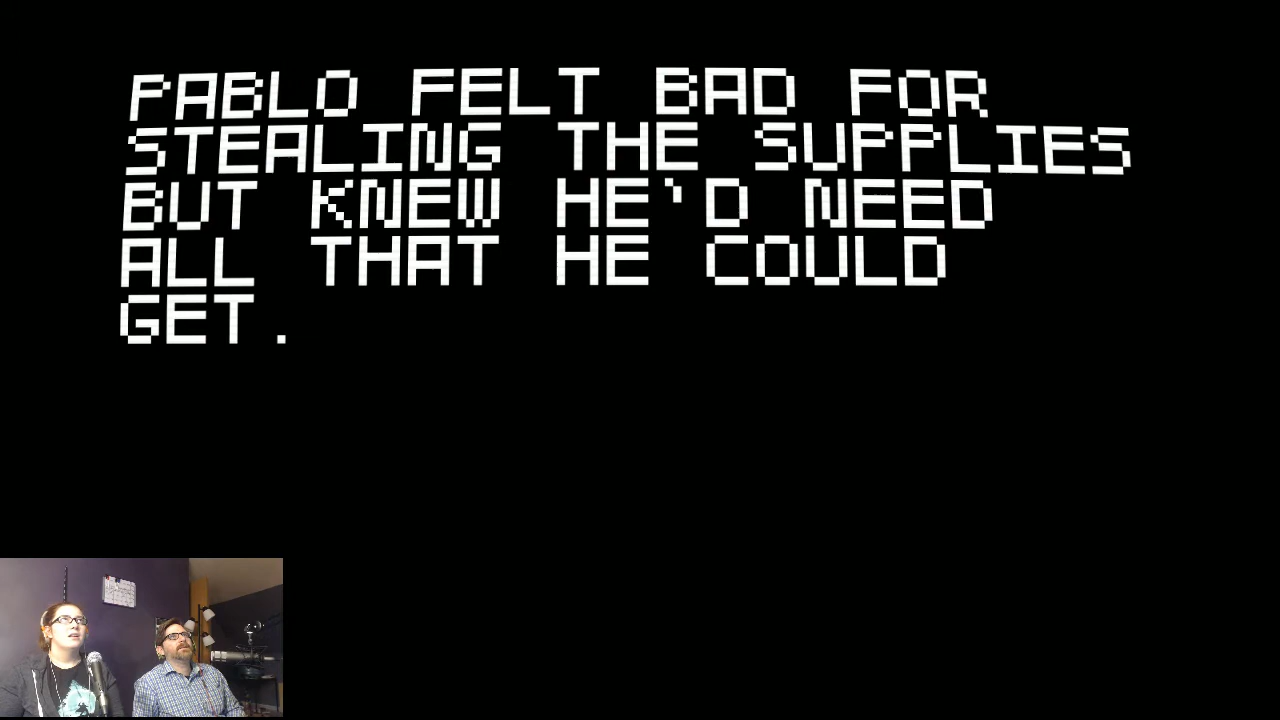 PABLO FELT BAD FOR
STEALING THE SUPPLIES
BUT KNEW HE'D NEED
ALL THAT HE COULD
GET.